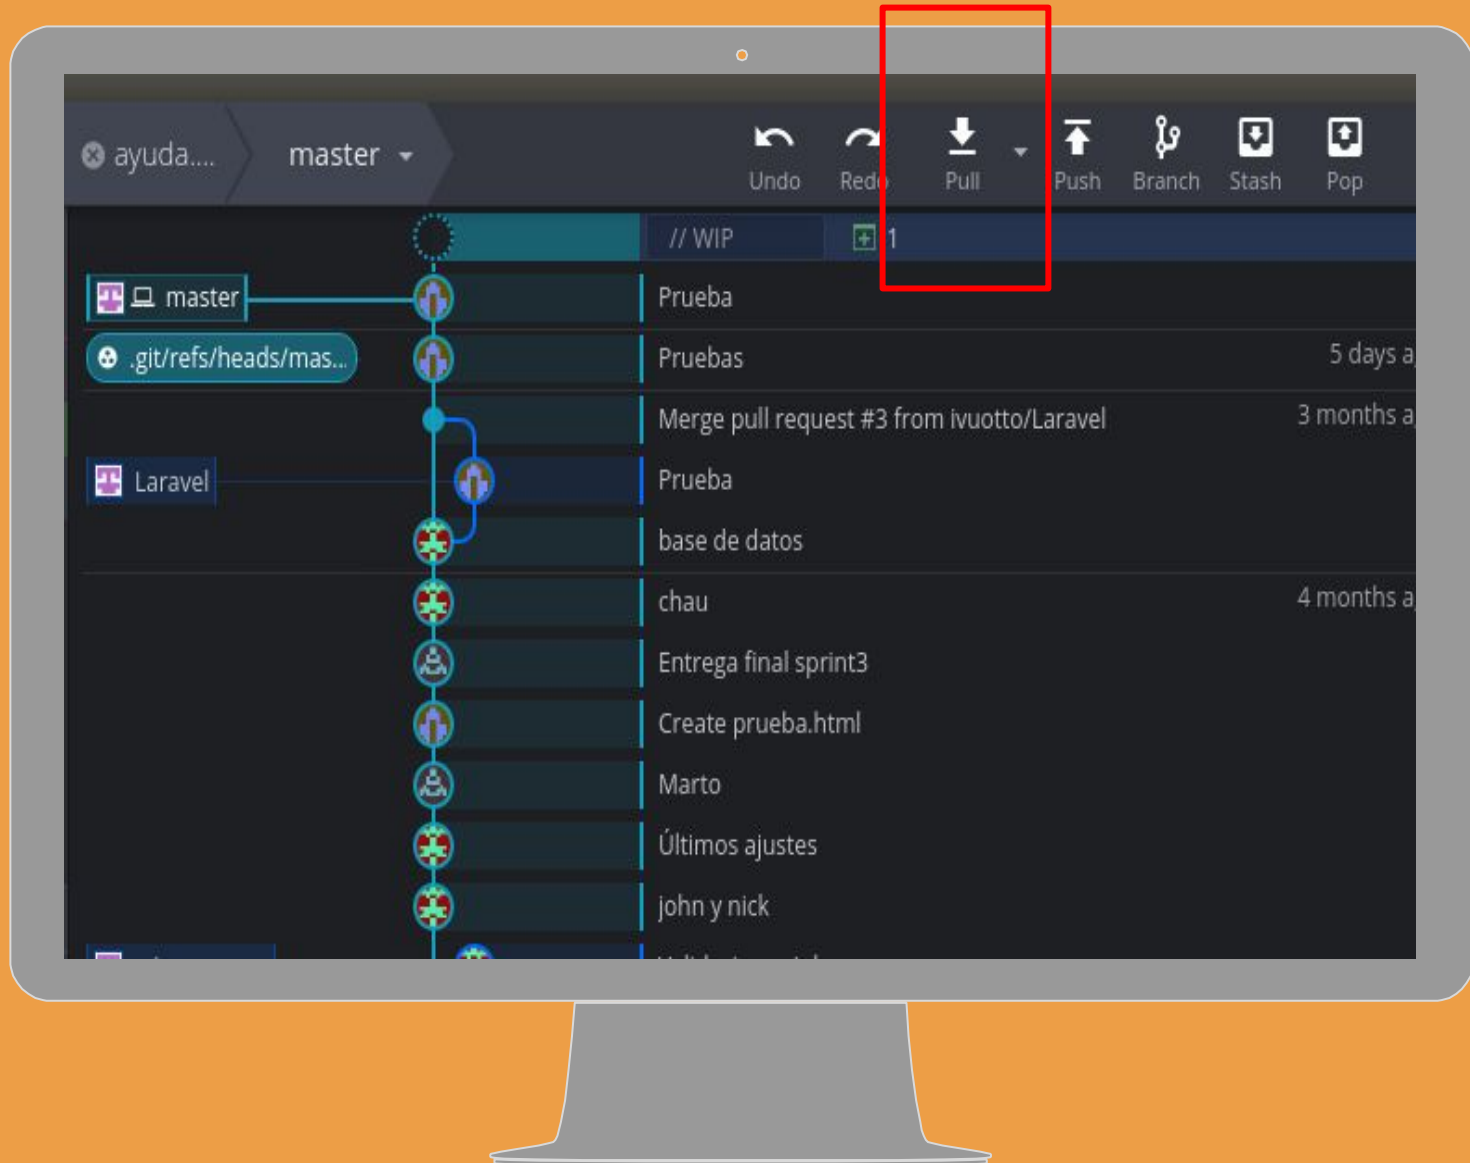 ayuda.... master
Undo Redo Pull Push Branch Stash Pop
// WIP 1
master Prueba
.git/refs/heads/mas... Pruebas 5 days a
Merge pull request #3 from ivuotto/Laravel 3 months a
Laravel Prueba
base de datos
chau 4 months a
Entrega final sprint3
Create prueba.html
Marto
Últimos ajustes
john y nick